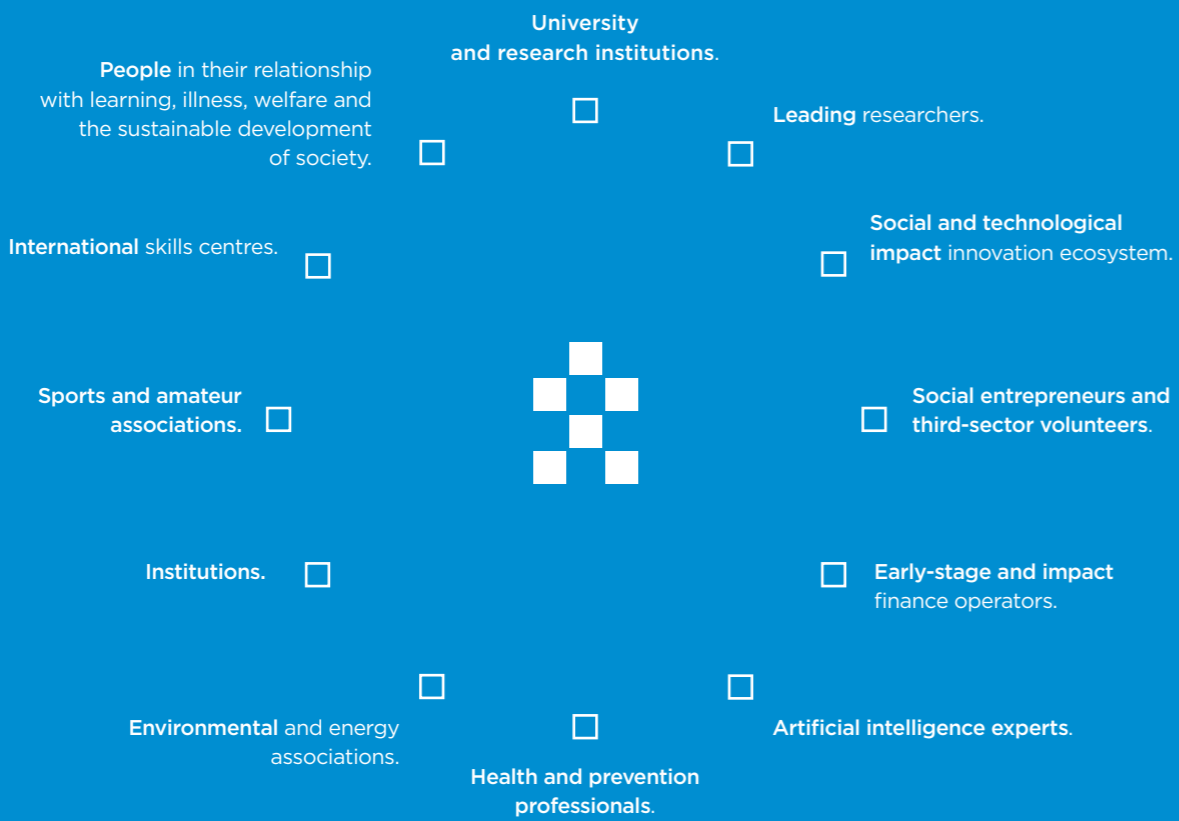 University
and research institutions.
People in their relationship
with learning, illness, welfare and
the sustainable development
of society.
Leading researchers.
International skills centres.
Social and technological
impact innovation ecosystem.
Sports and amateur
associations.
Social entrepreneurs and
third-sector volunteers.
Institutions.
Early-stage and impact
finance operators.
Environmental and energy
associations.
Artificial intelligence experts.
Health and prevention
professionals.